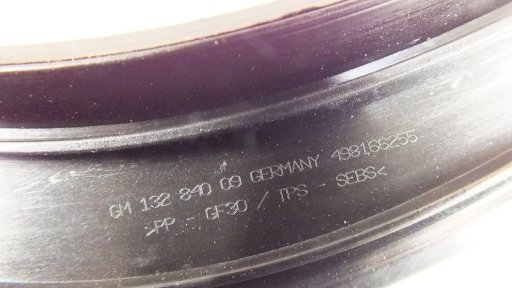 GM 132 840 09 GERMANY 498166255
>PP - GF30 / TPS - SEBS<